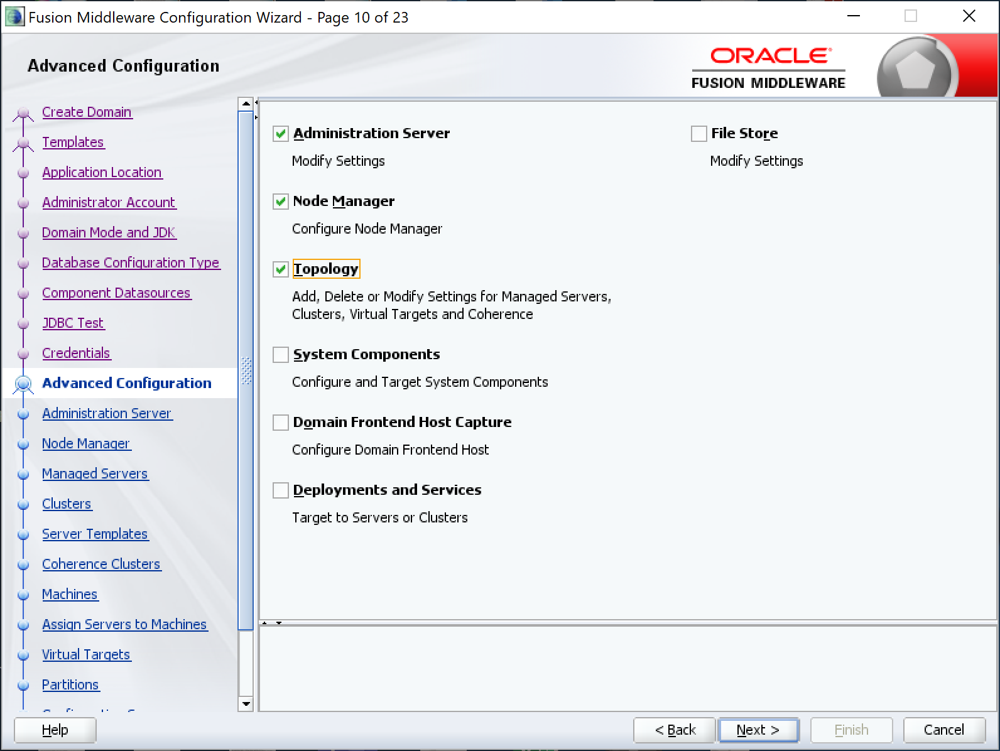 Fusion Middleware Configuration Wizard - Page 10 of 23
Advanced Configuration
ORACLE
FUSION MIDDLEWARE
Create Domain
Templates
Application Location
Administrator Account
Domain Mode and JDK
Database Configuration Type
Component Datasources
JDBC Test
Credentials
Advanced Configuration
Administration Server
Node Manager
Managed Servers
Clusters
Server Templates
Coherence Clusters
Machines
Assign Servers to Machines
Virtual Targets
Partitions
Administration Server
Modify Settings
Node Manager
Configure Node Manager
Topology
Add, Delete or Modify Settings for Managed Servers,
Clusters, Virtual Targets and Coherence
System Components
Configure and Target System Components
Domain Frontend Host Capture
Configure Domain Frontend Host
Deployments and Services
Target to Servers or Clusters
File Store
Modify Settings
Help
< Back
Next >
Finish
Cancel